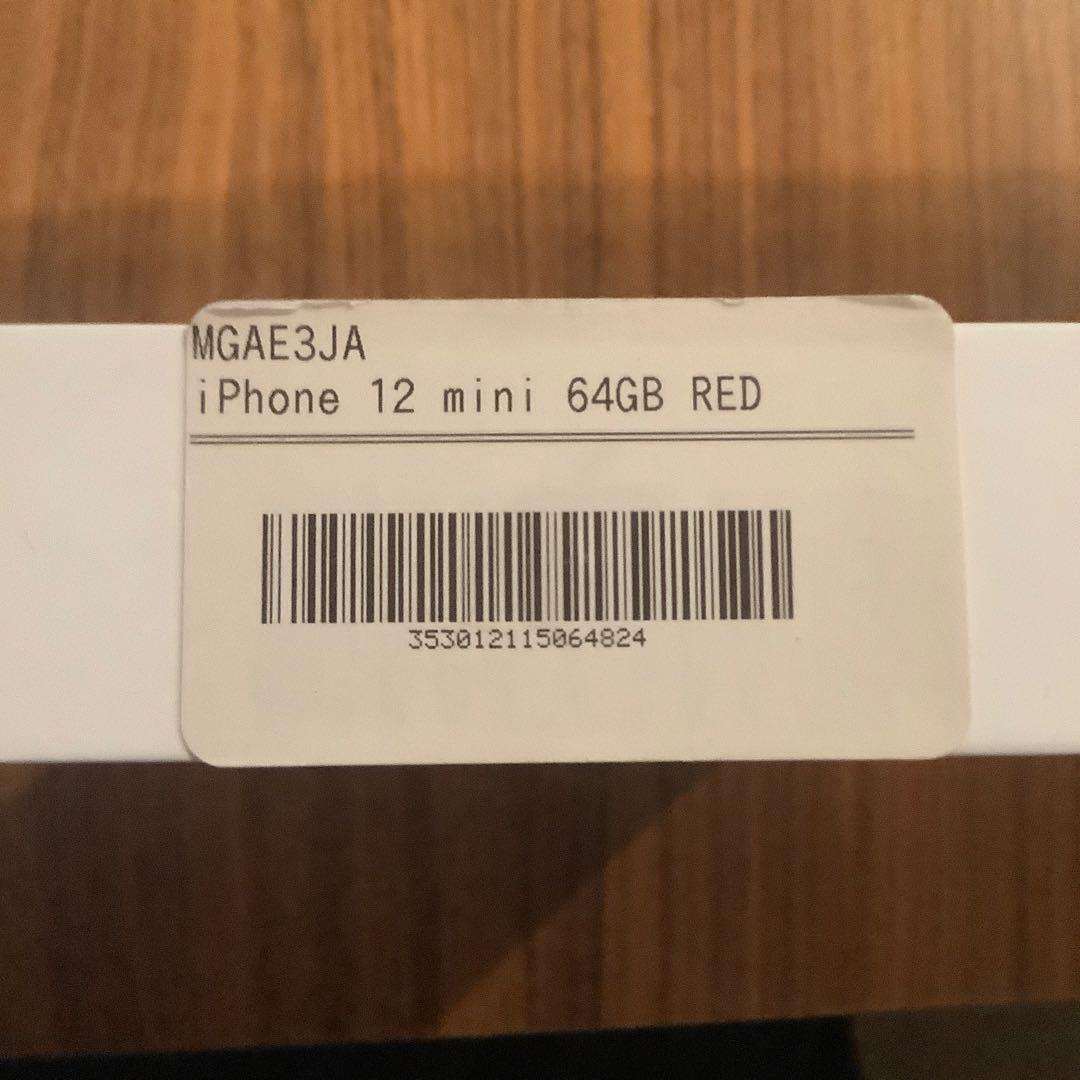 MGAE3JA
iPhone 12 mini 64GB RED
353012115064824